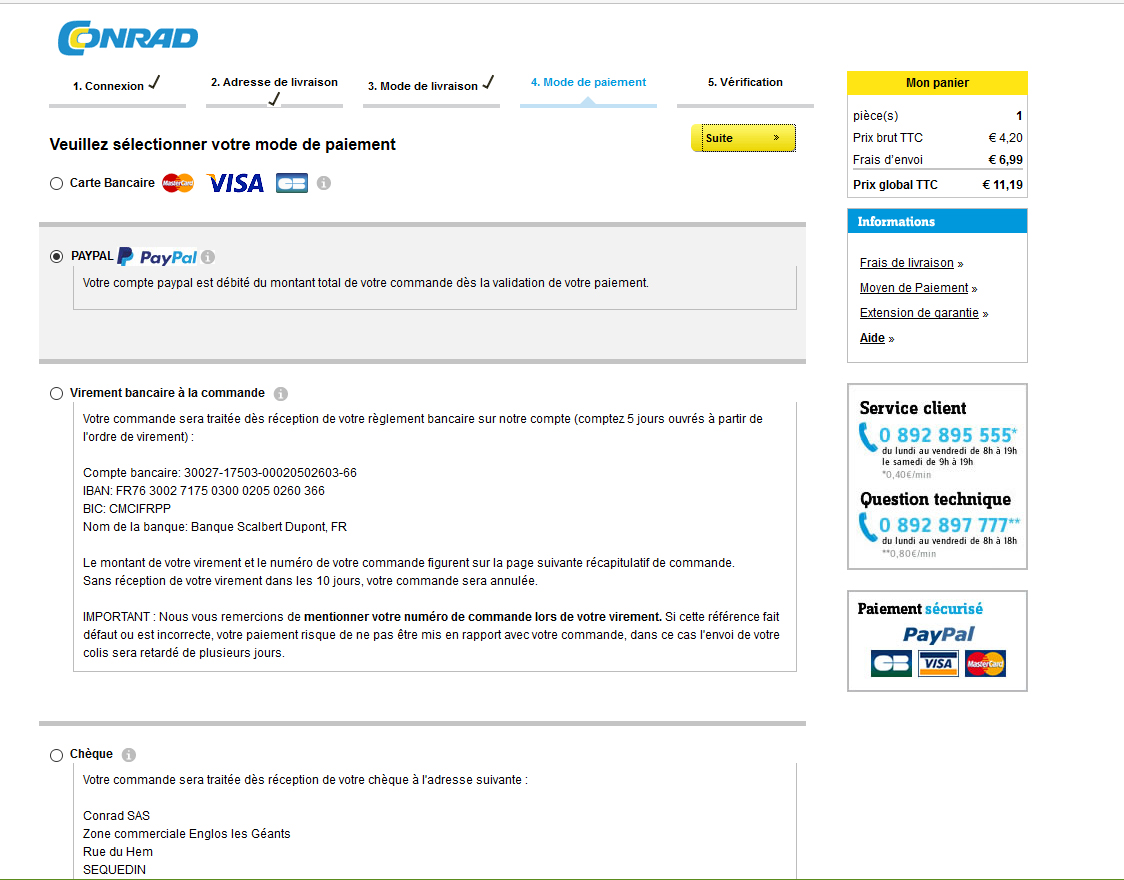 CONRAD
1. Connexion
2. Adresse de livraison
3. Mode de livraison
4. Mode de paiement
5. Vérification
Veuillez sélectionner votre mode de paiement
Suite »
Carte Bancaire MasterCard VISA CB i
PAYPAL P PayPal i
Votre compte paypal est débité du montant total de votre commande dès la validation de votre paiement.
Virement bancaire à la commande i
Votre commande sera traitée dès réception de votre règlement bancaire sur notre compte (comptez 5 jours ouvrés à partir de
l'ordre de virement) :
Compte bancaire: 30027-17503-00020502603-66
IBAN: FR76 3002 7175 0300 0205 0260 366
BIC: CMCIFRPP
Nom de la banque: Banque Scalbert Dupont, FR
Le montant de votre virement et le numéro de votre commande figurent sur la page suivante récapitulatif de commande.
Sans réception de votre virement dans les 10 jours, votre commande sera annulée.
IMPORTANT : Nous vous remercions de mentionner votre numéro de commande lors de votre virement. Si cette référence fait
défaut ou est incorrecte, votre paiement risque de ne pas être mis en rapport avec votre commande, dans ce cas l'envoi de votre
colis sera retardé de plusieurs jours.
Chèque i
Votre commande sera traitée dès réception de votre chèque à l'adresse suivante :
Conrad SAS
Zone commerciale Englos les Géants
Rue du Hem
SEQUEDIN
Mon panier
pièce(s) 1
Prix brut TTC € 4,20
Frais d'envoi € 6,99
Prix global TTC € 11,19
Informations
Frais de livraison »
Moyen de Paiement »
Extension de garantie »
Aide »
Service client
0 892 895 555*
du lundi au vendredi de 8h à 19h
le samedi de 9h à 19h
*0,40€/min
Question technique
0 892 897 777**
du lundi au vendredi de 8h à 18h
**0,80€/min
Paiement sécurisé
PayPal
CB VISA MasterCard